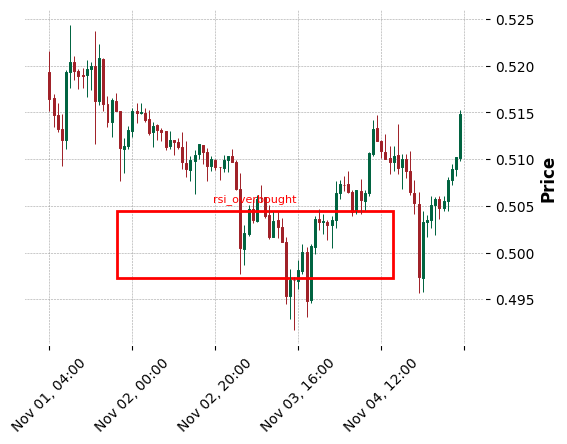 0.525
0.520
0.515
0.510
0.505
0.500
0.495
Price
rsi_overbought
Nov 01, 04:00
Nov 02, 00:00
Nov 02, 20:00
Nov 03, 16:00
Nov 04, 12:00